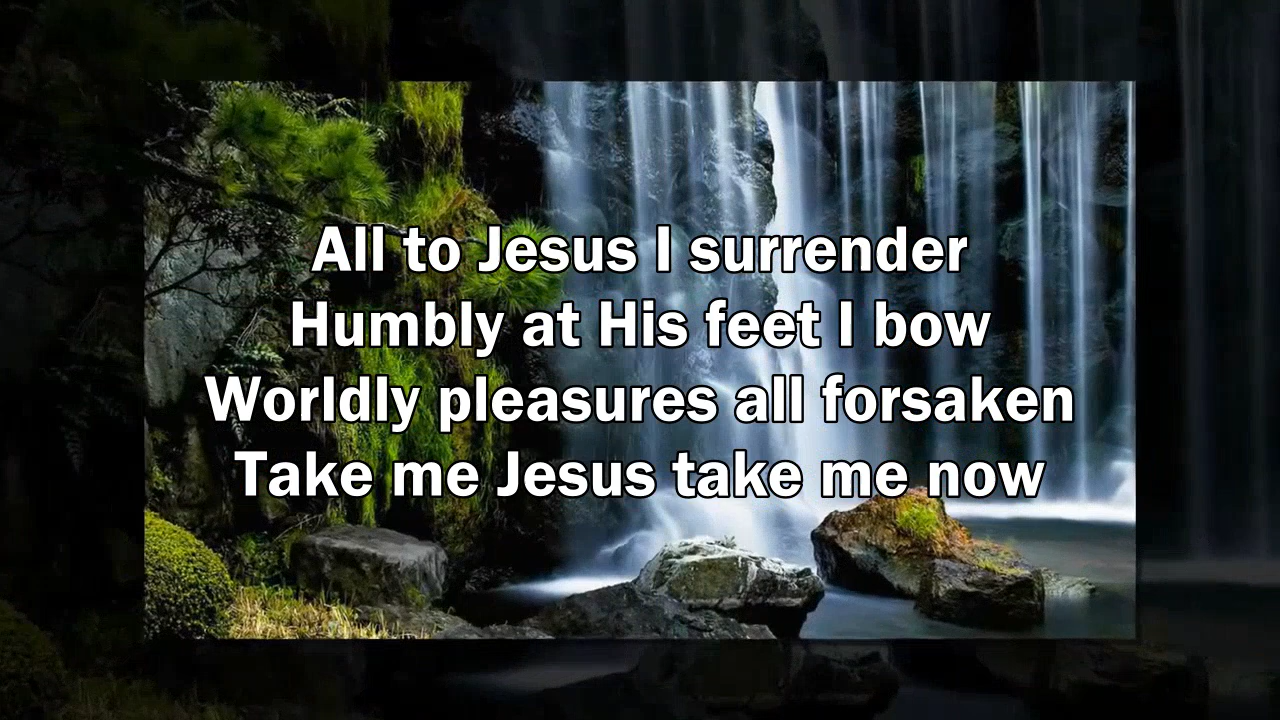 All to Jesus I surrender
Humbly at His feet I bow
Worldly pleasures all forsaken
Take me Jesus take me now